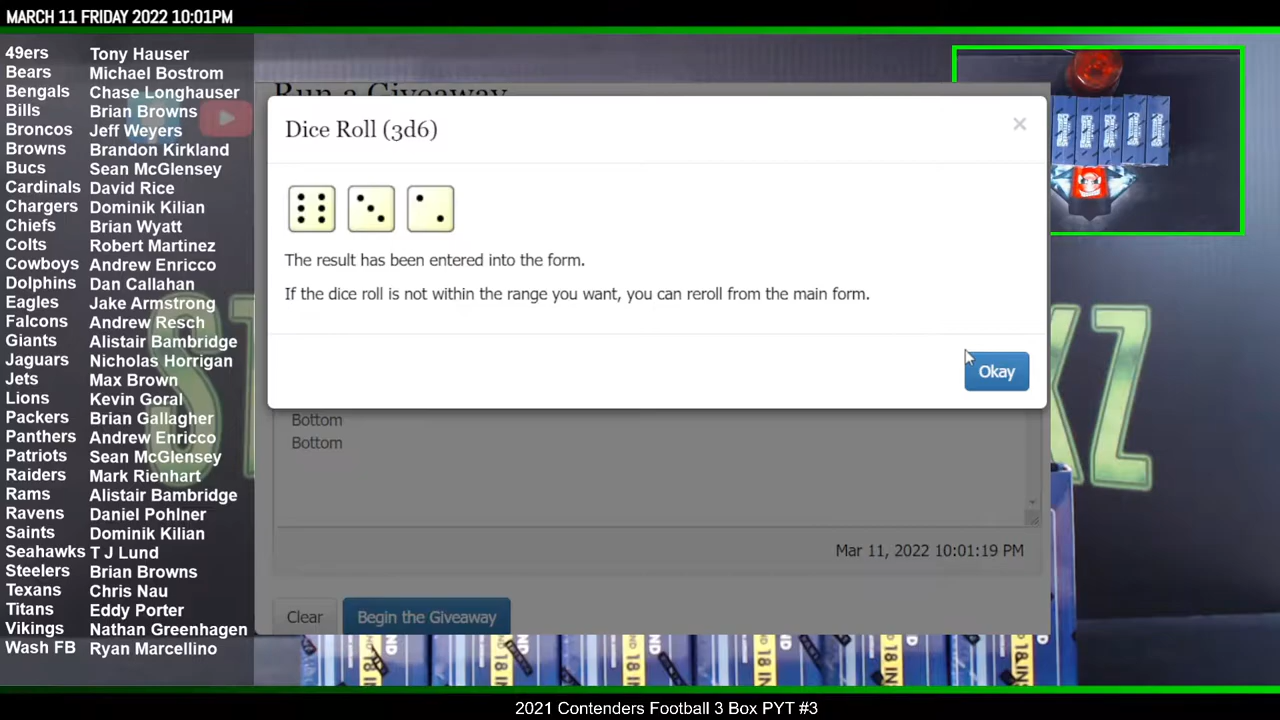 MARCH 11 FRIDAY 2022 10:01PM
49ers Tony Hauser
Bears Michael Bostrom
Bengals Chase Longhauser
Bills Brian Browns
Broncos Jeff Weyers
Browns Brandon Kirkland
Bucs Sean McGlensey
Cardinals David Rice
Chargers Dominik Kilian
Chiefs Brian Wyatt
Colts Robert Martinez
Cowboys Andrew Enricco
Dolphins Dan Callahan
Eagles Jake Armstrong
Falcons Andrew Resch
Giants Alistair Bambridge
Jaguars Nicholas Horrigan
Jets Max Brown
Lions Kevin Goral
Packers Brian Gallagher
Panthers Andrew Enricco
Patriots Sean McGlensey
Raiders Mark Rienhart
Rams Alistair Bambridge
Ravens Daniel Pohlner
Saints Dominik Kilian
Seahawks T J Lund
Steelers Brian Browns
Texans Chris Nau
Titans Eddy Porter
Vikings Nathan Greenhagen
Wash FB Ryan Marcellino
Run a Giveaway
Dice Roll (3d6)
×
The result has been entered into the form.
If the dice roll is not within the range you want, you can reroll from the main form.
Okay
Bottom
Bottom
Mar 11, 2022 10:01:19 PM
Clear
Begin the Giveaway
2021 Contenders Football 3 Box PYT #3